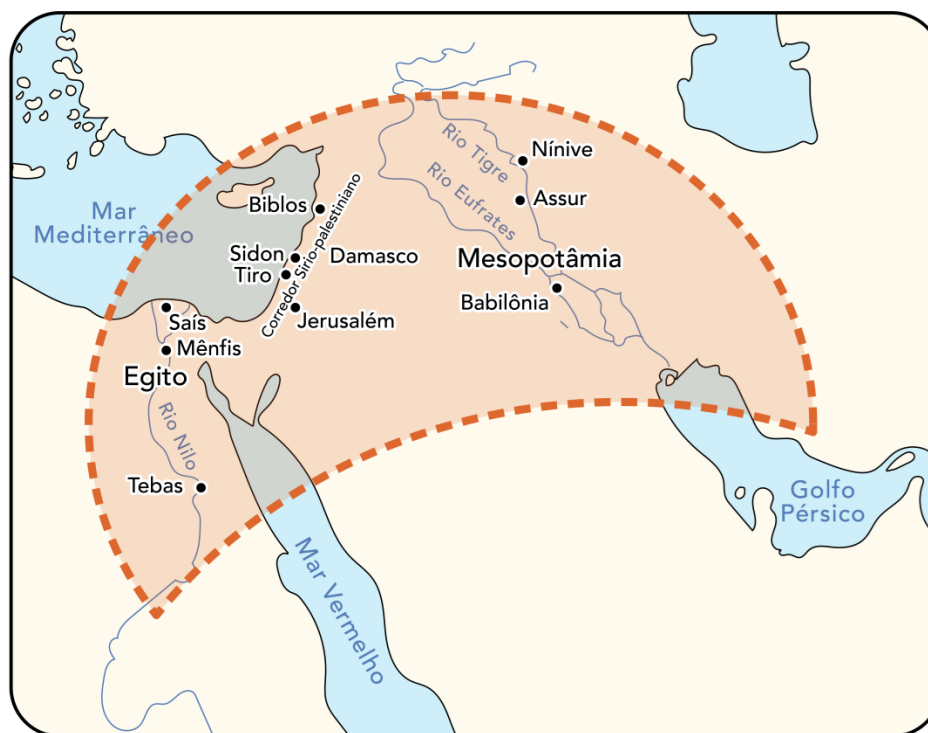 Mar
Mediterrâneo
Biblos
Sidon
Tiro
Corredor Sírio-palestiniano
Damasco
Jerusalém
Rio Tigre
Rio Eufrates
Nínive
Assur
Mesopotâmia
Babilônia
Saís
Mênfis
Egito
Rio Nilo
Tebas
Mar Vermelho
Golfo
Pérsico